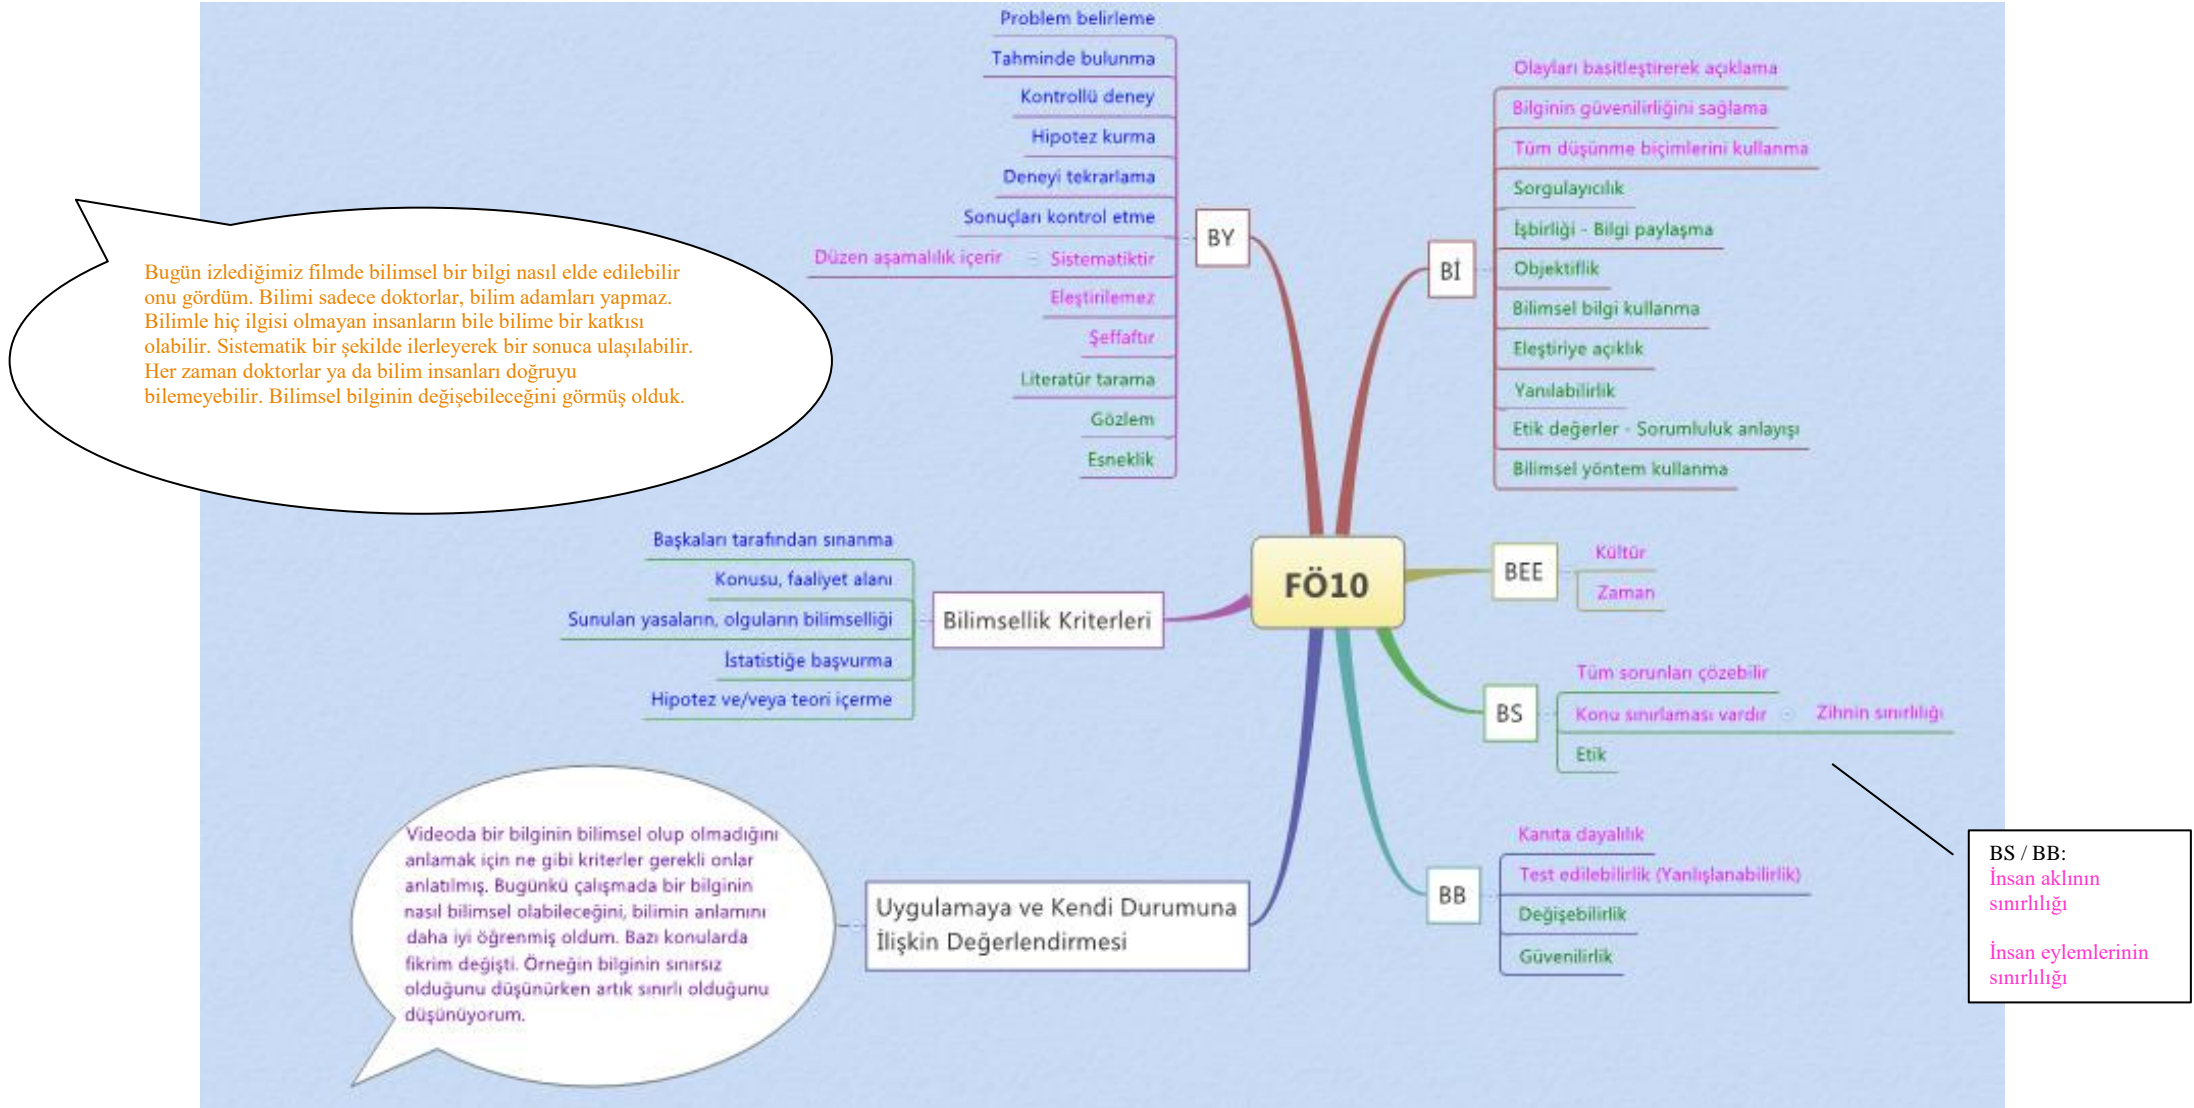 Problem belirleme
Tahminde bulunma
Kontrollü deney
Hipotez kurma
Deneyi tekrarlama
Sonuçları kontrol etme
Düzen aşamalılık içerir
Sistematiktir
Eleştirilemez
Şeffaftır
Literatür tarama
Gözlem
Esneklik
BY
Olayları basitleştirerek açıklama
Bilginin güvenilirliğini sağlama
Tüm düşünme biçimlerini kullanma
Sorgulayıcılık
İşbirliği - Bilgi paylaşma
Objektiflik
Bilimsel bilgi kullanma
Eleştiriye açıklık
Yanılabilirlik
Etik değerler - Sorumluluk anlayışı
Bilimsel yöntem kullanma
Bİ
Bugün izlediğimiz filmde bilimsel bir bilgi nasıl elde edilebilir
onu gördüm. Bilimi sadece doktorlar, bilim adamları yapmaz.
Bilimle hiç ilgisi olmayan insanların bile bilime bir katkısı
olabilir. Sistematik bir şekilde ilerleyerek bir sonuca ulaşılabilir.
Her zaman doktorlar ya da bilim insanları doğruyu
bilemeyebilir. Bilimsel bilginin değişebileceğini görmüş olduk.
Başkaları tarafından sınanma
Konusu, faaliyet alanı
Sunulan yasaların, olguların bilimselliği
İstatistiğe başvurma
Hipotez ve/veya teori içerme
Bilimsellik Kriterleri
FÖ10
BEE
Kültür
Zaman
BS
Tüm sorunları çözebilir
Konu sınırlaması vardır
Zihnin sınırlılığı
Etik
BB
Kanıta dayalılık
Test edilebilirlik (Yanlışlanabilirlik)
Değişebilirlik
Güvenilirlik
BS / BB:
İnsan aklının
sınırlılığı
İnsan eylemlerinin
sınırlılığı
Videoda bir bilginin bilimsel olup olmadığını
anlamak için ne gibi kriterler gerekli onlar
anlatılmış. Bugünkü çalışmada bir bilginin
nasıl bilimsel olabileceğini, bilimin anlamını
daha iyi öğrenmiş oldum. Bazı konularda
fikrim değişti. Örneğin bilginin sınırsız
olduğunu düşünürken artık sınırlı olduğunu
düşünüyorum.
Uygulamaya ve Kendi Durumuna
İlişkin Değerlendirmesi